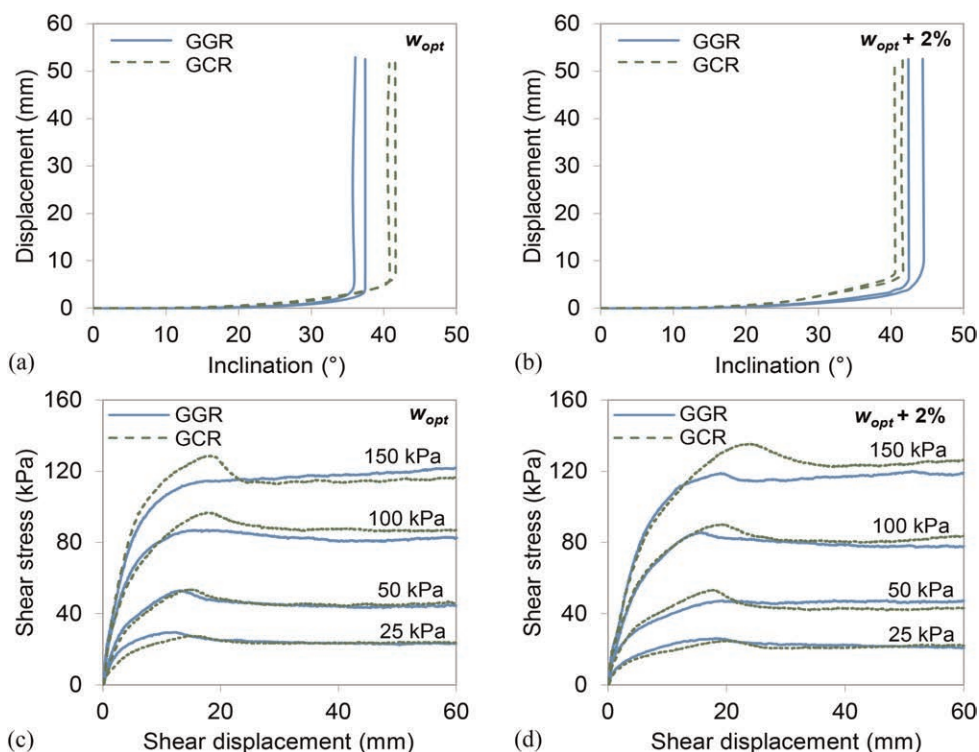 60
50
40
30
20
10
0
Displacement (mm)
GGR
GCR
w_opt
0 10 20 30 40 50
Inclination (°)
(a)
60
50
40
30
20
10
0
Displacement (mm)
GGR
GCR
w_opt + 2%
0 10 20 30 40 50
Inclination (°)
(b)
160
120
80
40
0
Shear stress (kPa)
GGR
GCR
w_opt
150 kPa
100 kPa
50 kPa
25 kPa
0 20 40 60
Shear displacement (mm)
(c)
160
120
80
40
0
Shear stress (kPa)
GGR
GCR
w_opt + 2%
150 kPa
100 kPa
50 kPa
25 kPa
0 20 40 60
Shear displacement (mm)
(d)